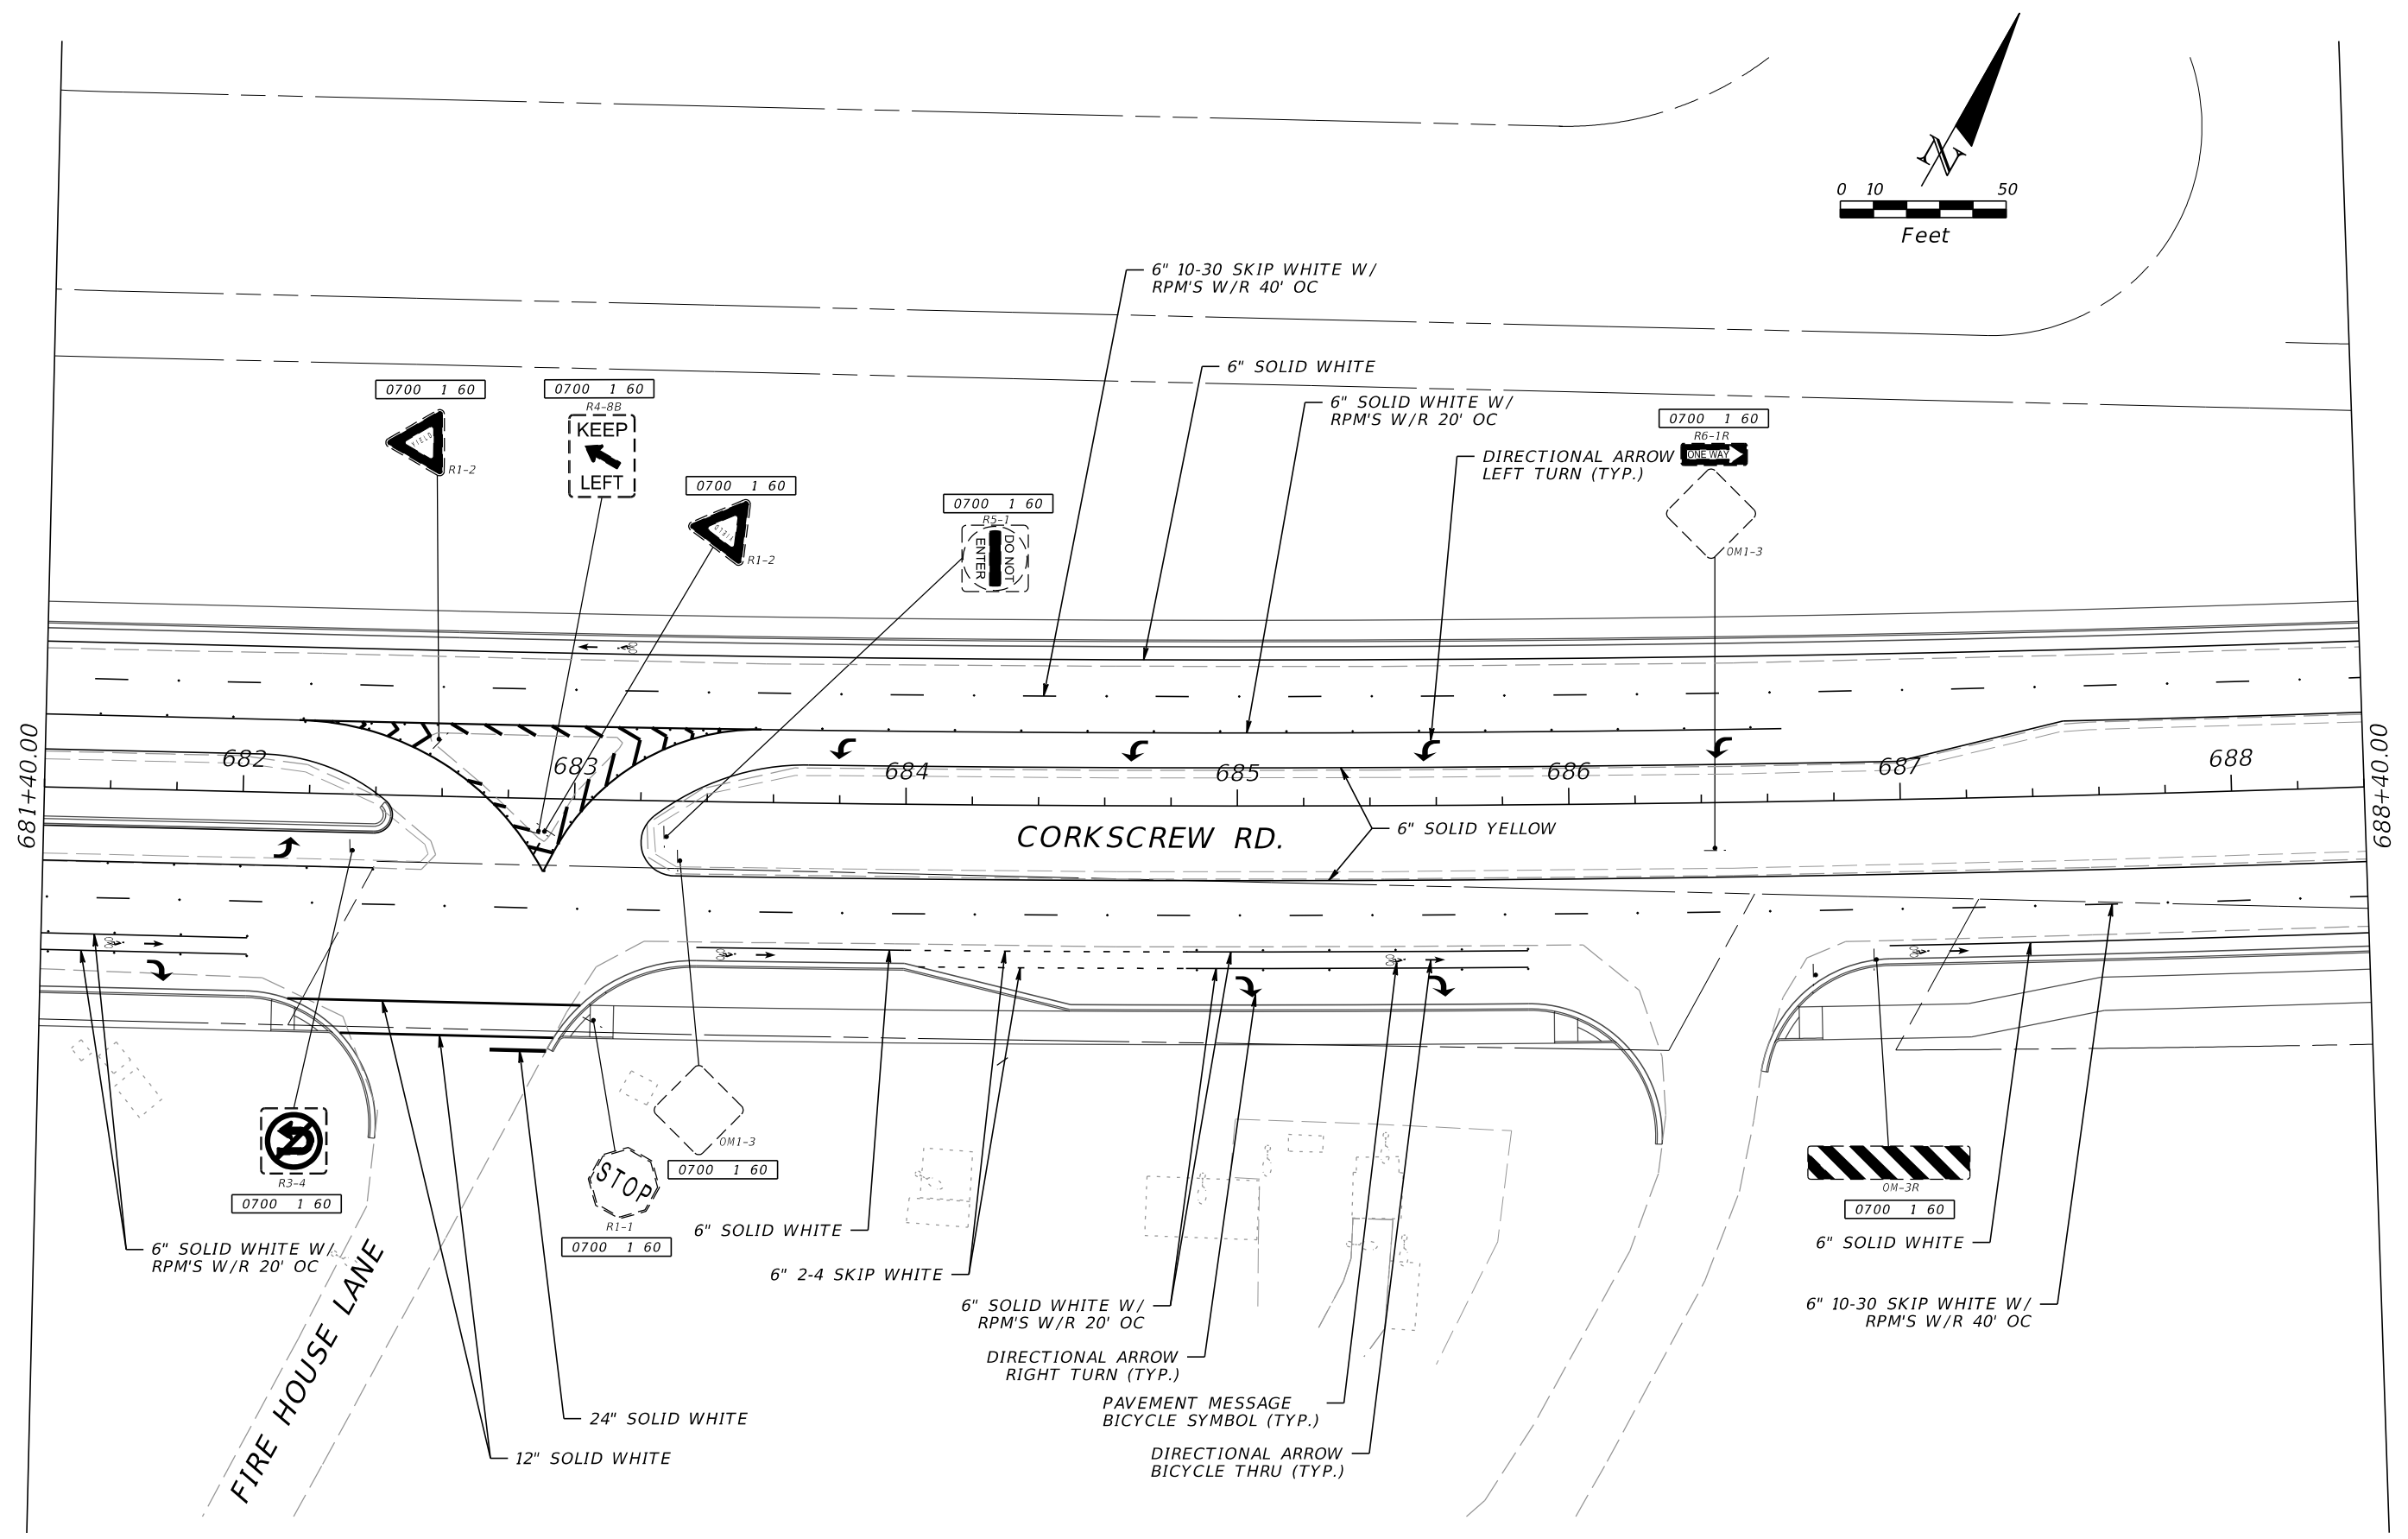 N
0 10 50
Feet
6" 10-30 SKIP WHITE W/
RPM'S W/R 40' OC
6" SOLID WHITE
6" SOLID WHITE W/
RPM'S W/R 20' OC
DIRECTIONAL ARROW
LEFT TURN (TYP.)
0700 1 60
YIELD
R1-2
0700 1 60
R4-8B
KEEP
LEFT
0700 1 60
YIELD
R1-2
0700 1 60
R5-1
DO NOT
ENTER
0700 1 60
R6-1R
ONE WAY
OM1-3
681+40.00
682
683
684
685
686
687
688
688+40.00
CORKSCREW RD.
6" SOLID YELLOW
R3-4
0700 1 60
6" SOLID WHITE W/
RPM'S W/R 20' OC
FIRE HOUSE LANE
OM1-3
0700 1 60
STOP
R1-1
0700 1 60
6" SOLID WHITE
6" 2-4 SKIP WHITE
6" SOLID WHITE W/
RPM'S W/R 20' OC
DIRECTIONAL ARROW
RIGHT TURN (TYP.)
PAVEMENT MESSAGE
BICYCLE SYMBOL (TYP.)
DIRECTIONAL ARROW
BICYCLE THRU (TYP.)
24" SOLID WHITE
12" SOLID WHITE
OM-3R
0700 1 60
6" SOLID WHITE
6" 10-30 SKIP WHITE W/
RPM'S W/R 40' OC